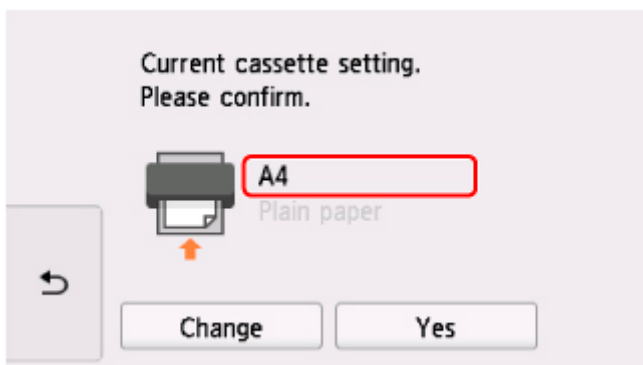 Current cassette setting.
Please confirm.
A4
Plain paper
Change
Yes